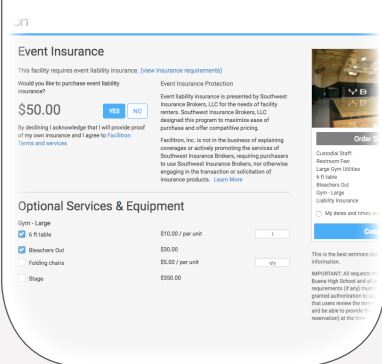 on
Event Insurance
This facility requires event liability insurance. (view insurance requirements)
Would you like to purchase event liability
insurance?
$50.00
YES
NO
By declining I acknowledge that I will provide proof
of my own insurance and I agree to Facilitron
Terms and services
Event Insurance Protection
Event liability insurance is presented by Southwest
Insurance Brokers, LLC for the needs of facility
renters. Southwest Insurance Brokers, LLC
designed this program to maximize ease of
purchase and offer competitive pricing.
Facilitron, Inc. is not in the business of explaining
coverages or actively promoting the services of
Southwest Insurance Brokers, requiring purchasers
to use Southwest Insurance Brokers, nor otherwise
engaging in the transaction or solicitation of
insurance products. Learn More
Optional Services & Equipment
Gym - Large
6 ft table
$10.00 / per unit
1
Bleachers Out
$30.00
Folding chairs
$5.00 / per unit
qty
Stage
$350.00
Y B
Order S
Custodial Staff:
Restroom Fee:
Large Gym Utilities
6 ft table
Bleachers Out
Gym - Large
Liability Insurance
My dates and times are
This is the best estimate
information.
IMPORTANT: All requests
Buena High School and all
requirements (if any) must
granted authorization to
that users review the
and be able to provide
reservation) at the time